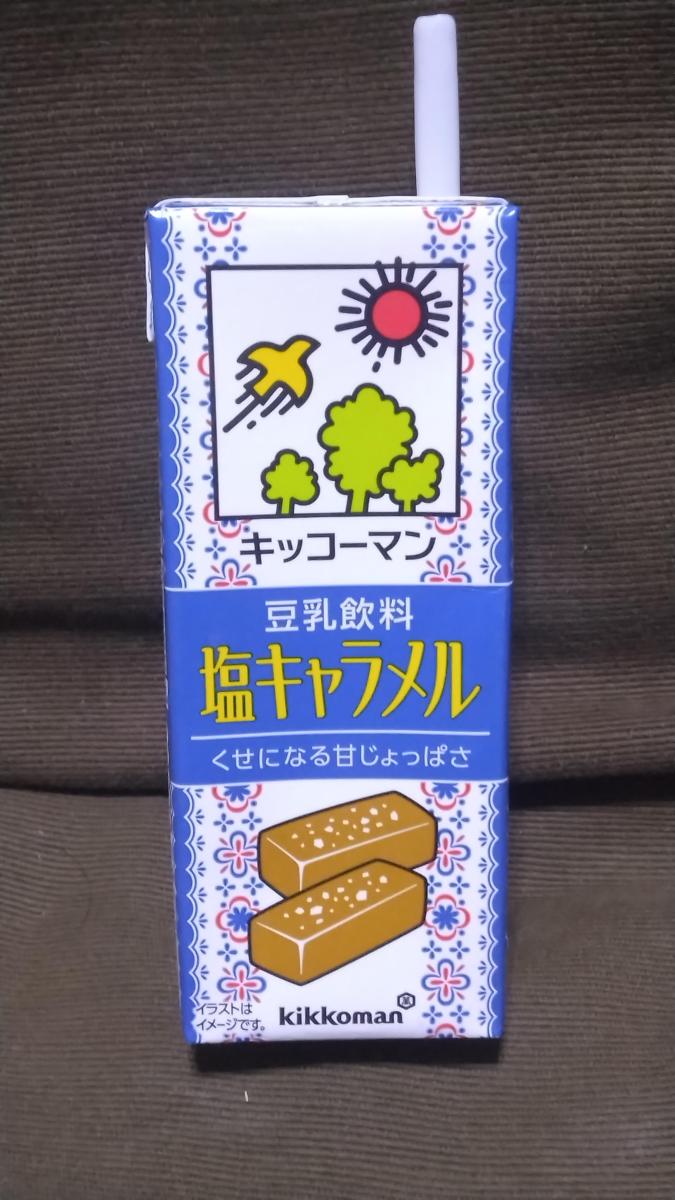 キッコーマン
豆乳飲料
塩キャラメル
くせになる甘じょっぱさ
イラストは
イメージです。
kikkoman